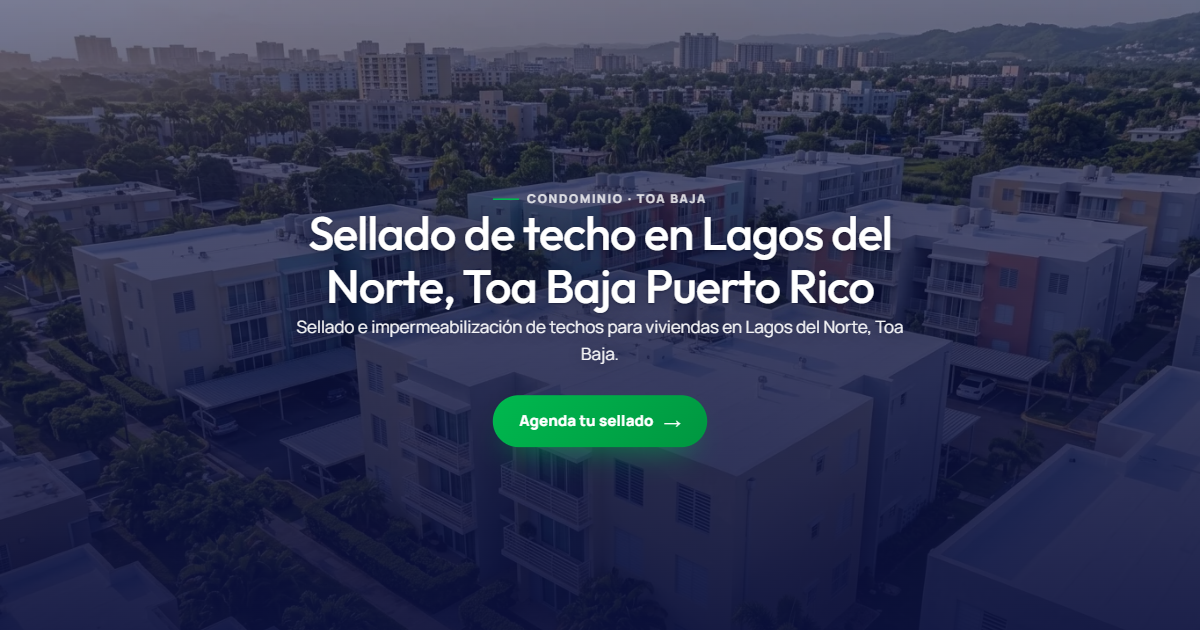 CONDOMINIO · TOA BAJA
Sellado de techo en Lagos del
Norte, Toa Baja Puerto Rico
Sellado e impermeabilización de techos para viviendas en Lagos del Norte, Toa
Baja.
Agenda tu sellado →